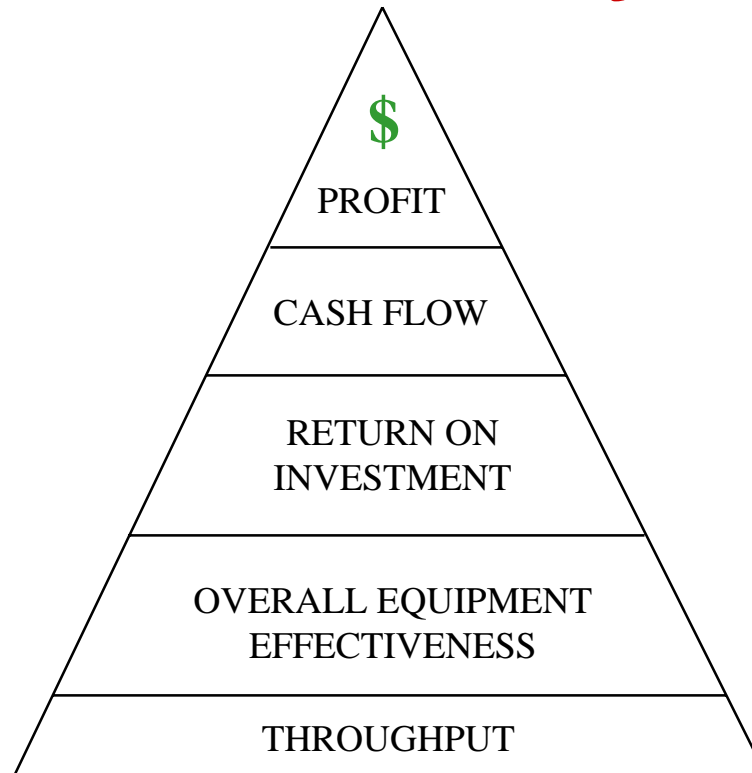 $
PROFIT
CASH FLOW
RETURN ON
INVESTMENT
OVERALL EQUIPMENT
EFFECTIVENESS
THROUGHPUT